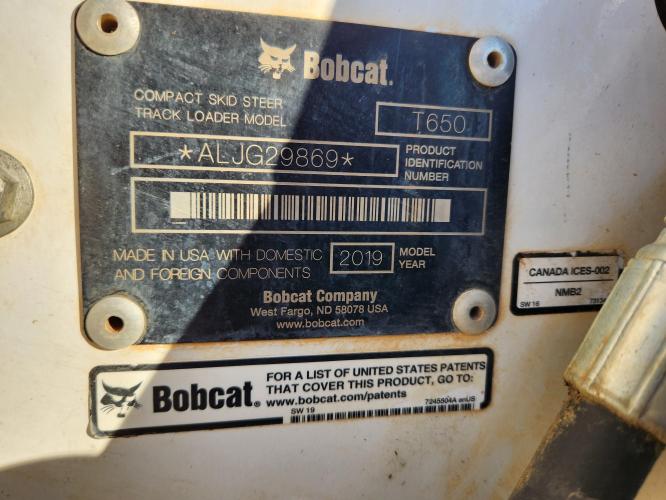 Bobcat.
COMPACT SKID STEER
TRACK LOADER MODEL
T650
*ALJG29869*
PRODUCT
IDENTIFICATION
NUMBER
MADE IN USA WITH DOMESTIC
AND FOREIGN COMPONENTS
2019
MODEL
YEAR
Bobcat Company
West Fargo, ND 58078 USA
www.bobcat.com
CANADA ICES-002
NMB2
SW 16
Bobcat.
FOR A LIST OF UNITED STATES PATENTS
THAT COVER THIS PRODUCT, GO TO:
www.bobcat.com/patents
SW 19
7245504A enUS